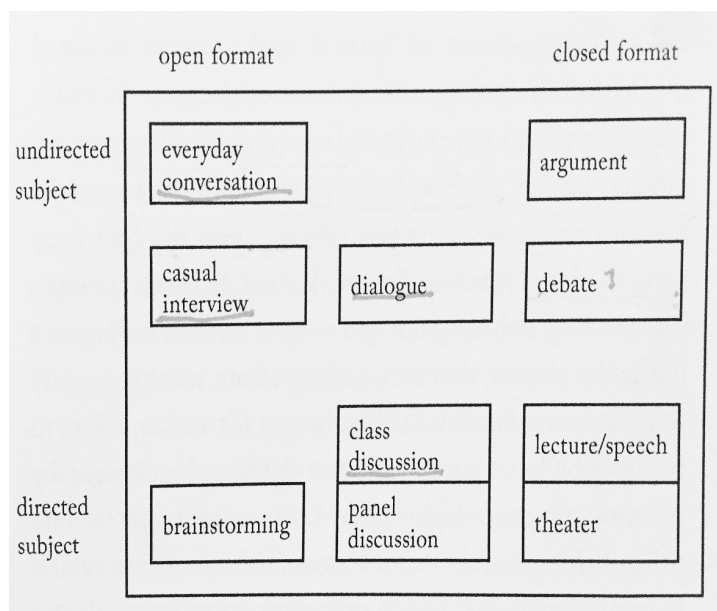 open format closed format
undirected
subject
everyday
conversation
argument
casual
interview
dialogue
debate
class
discussion
lecture/speech
directed
subject
brainstorming
panel
discussion
theater